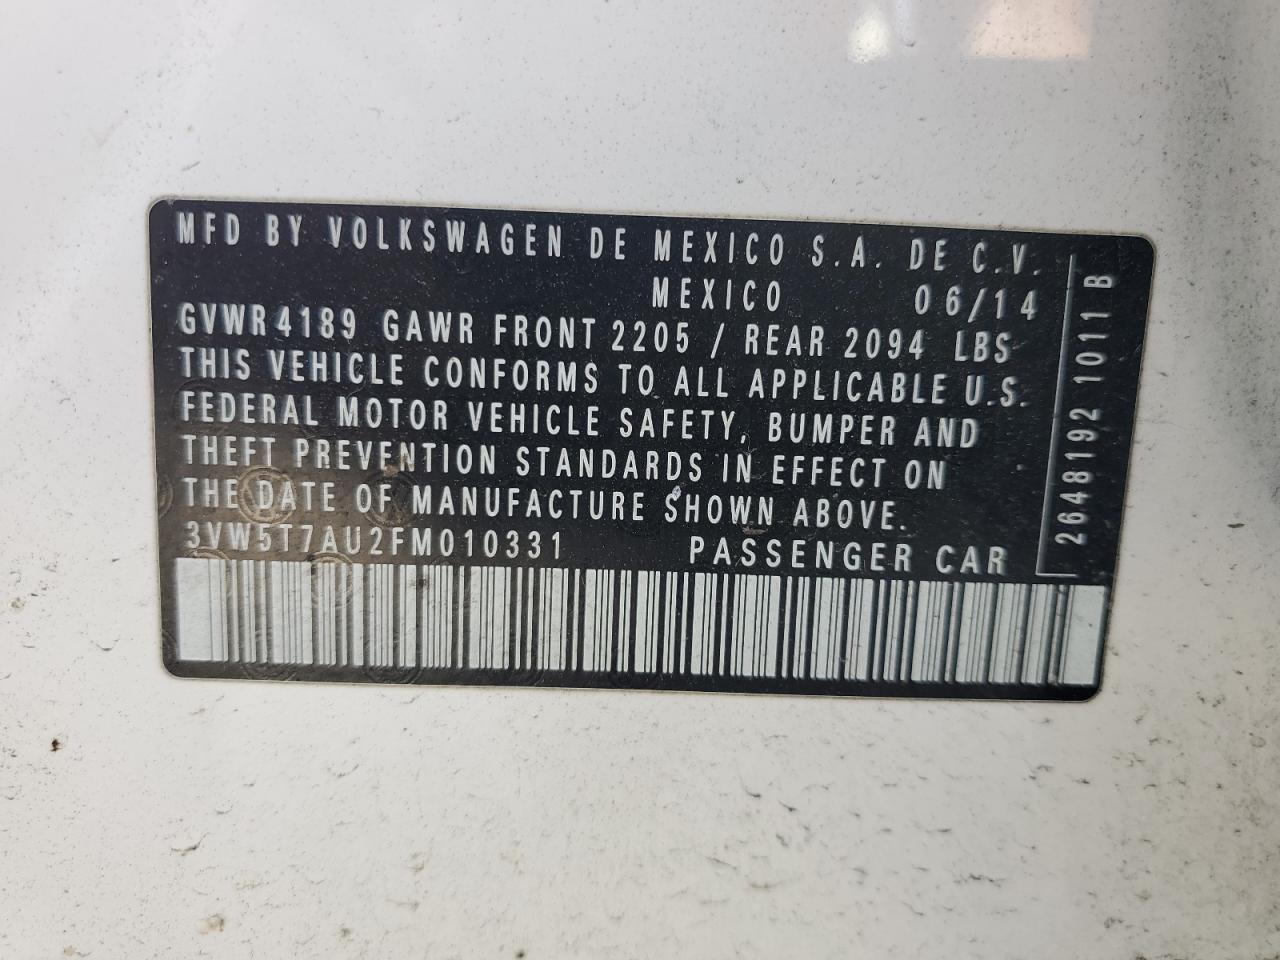 MFD BY VOLKSWAGEN DE MEXICO S.A. DE C.V.
MEXICO 06/14
GVWR 4189 GAWR FRONT 2205 / REAR 2094 LBS
THIS VEHICLE CONFORMS TO ALL APPLICABLE U.S.
FEDERAL MOTOR VEHICLE SAFETY, BUMPER AND
THEFT PREVENTION STANDARDS IN EFFECT ON
THE DATE OF MANUFACTURE SHOWN ABOVE.
3VW5T7AU2FM010331 PASSENGER CAR
2648192 1011 B